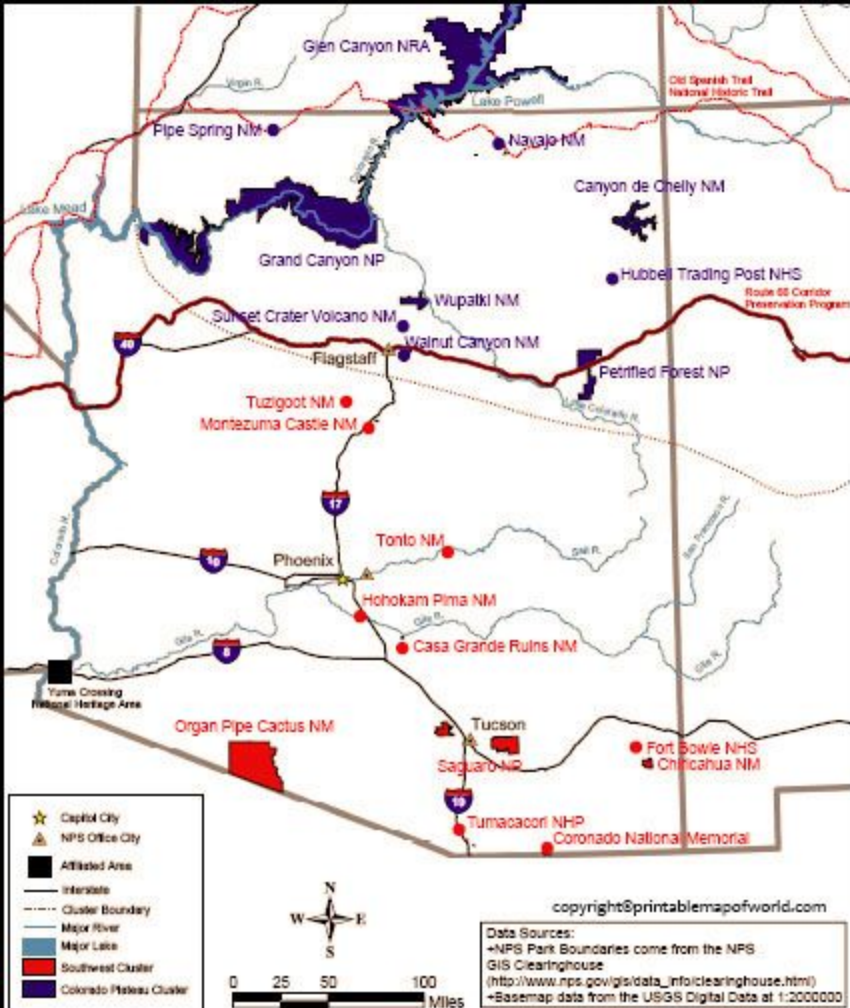 Glen Canyon NRA
Virgin R.
Old Spanish Trail
National Historic Trail
Lake Powell
Pipe Spring NM
Navajo NM
Colorado R.
Canyon de Chelly NM
Lake Mead
Grand Canyon NP
Hubbell Trading Post NHS
Wupatki NM
Route 66 Corridor
Preservation Program
Sunset Crater Volcano NM
40
Walnut Canyon NM
Flagstaff
Petrified Forest NP
Tuzigoot NM
Little Colorado R.
Montezuma Castle NM
17
San Francisco R.
Colorado R.
Tonto NM
Salt R.
10
Phoenix
Hohokam Pima NM
Gila R.
Gila R.
Casa Grande Ruins NM
8
Gila R.
Yuma Crossing
National Heritage Area
Organ Pipe Cactus NM
Tucson
Fort Bowie NHS
Saguaro NP
Chiricahua NM
19
Tumacacori NHP
Coronado National Memorial
Capitol City
NPS Office City
Affiliated Area
Interstate
Cluster Boundary
Major River
Major Lake
Southwest Cluster
Colorado Plateau Cluster
N
W E
S
0 25 50 100
Miles
copyright©printablemapofworld.com
Data Sources:
+NPS Park Boundaries come from the NPS
GIS Clearinghouse
(http://www.nps.gov/gis/data_info/clearinghouse.html)
+Basemap data from the USGS Digital Data at 1:2000000